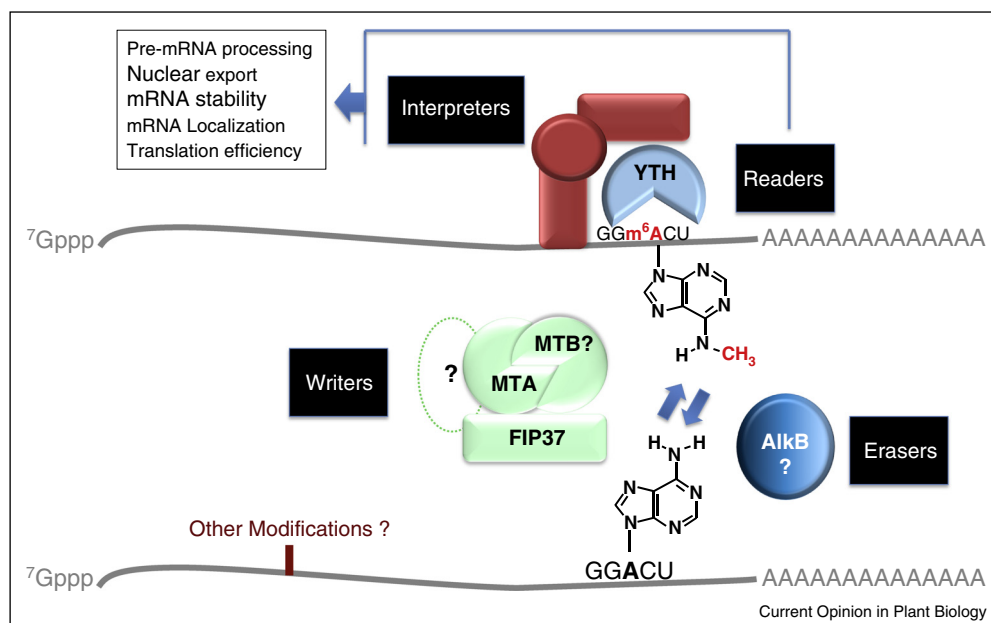 Pre-mRNA processing
Nuclear export
mRNA stability
mRNA Localization
Translation efficiency
Interpreters
YTH
Readers
⁷Gppp
GGm⁶ACU
AAAAAAAAAAAAAA
N
N
N
N
H
N
CH₃
Writers
?
MTB?
MTA
FIP37
H
H
N
N
N
N
N
AlkB
?
Erasers
Other Modifications ?
⁷Gppp
GGACU
AAAAAAAAAAAAAA
Current Opinion in Plant Biology